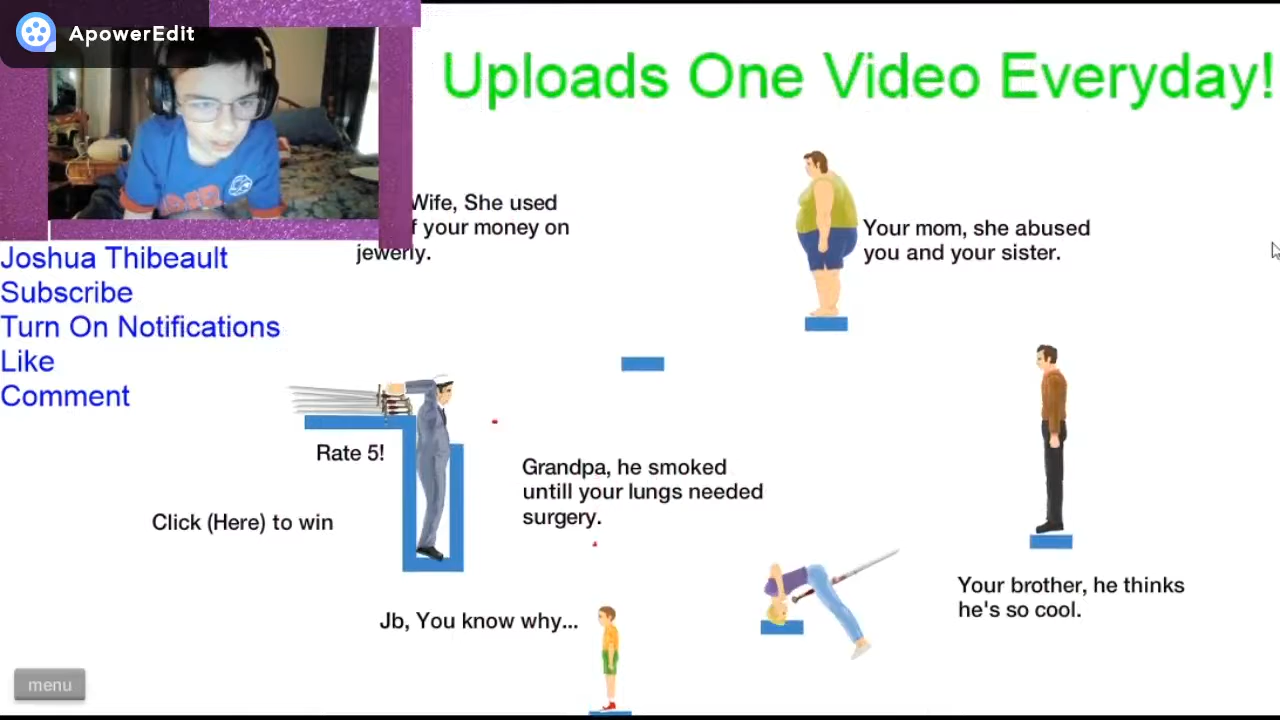 ApowerEdit
Uploads One Video Everyday!
Wife, She used
your money on
jewerly.
Your mom, she abused
you and your sister.
Joshua Thibeault
Subscribe
Turn On Notifications
Like
Comment
Rate 5!
Grandpa, he smoked
untill your lungs needed
surgery.
Click (Here) to win
Your brother, he thinks
he's so cool.
Jb, You know why...
menu